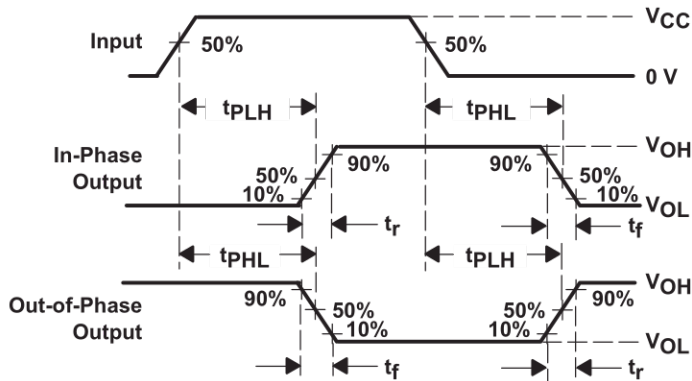 VCC
Input
50%
50%
0 V
tPLH
tPHL
In-Phase
Output
VOH
90%
90%
50%
50%
10%
10%
VOL
tr
tf
tPHL
tPLH
Out-of-Phase
Output
VOH
90%
90%
50%
50%
10%
10%
VOL
tf
tr